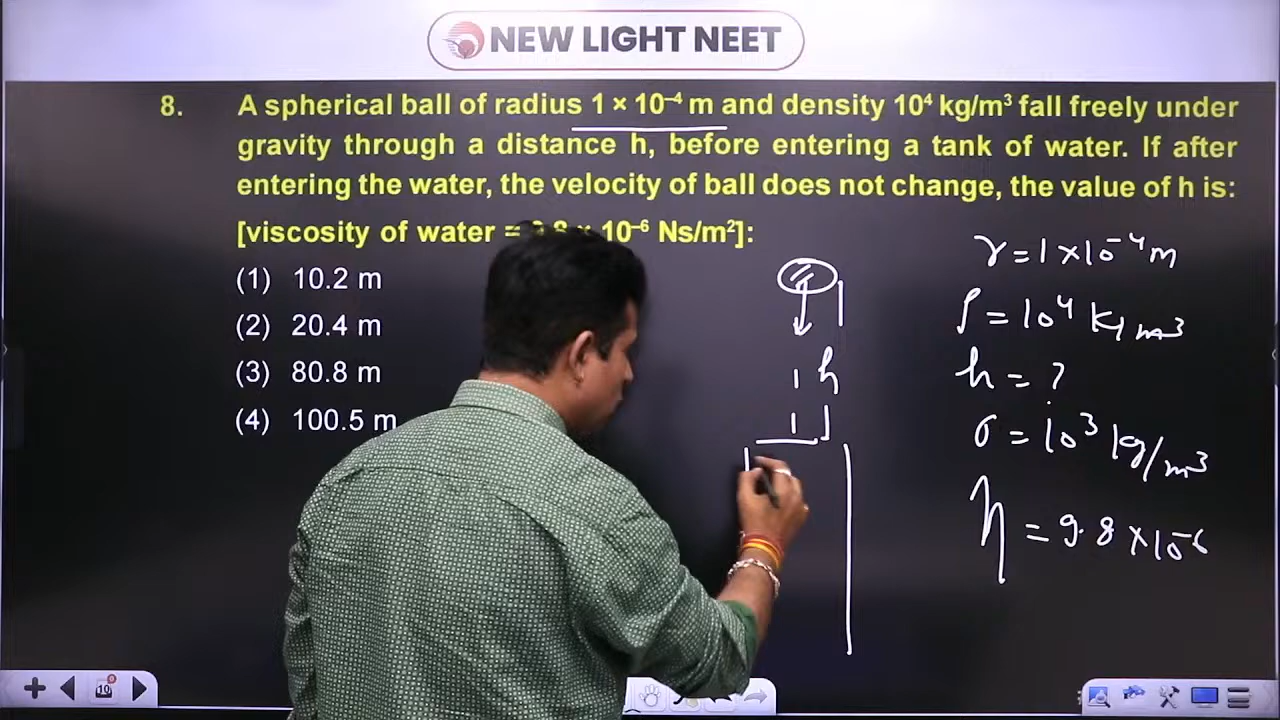 NEW LIGHT NEET
8. A spherical ball of radius 1 × 10⁻⁴ m and density 10⁴ kg/m³ fall freely under
gravity through a distance h, before entering a tank of water. If after
entering the water, the velocity of ball does not change, the value of h is:
[viscosity of water = 9.8 × 10⁻⁶ Ns/m²]:
(1) 10.2 m
(2) 20.4 m
(3) 80.8 m
(4) 100.5 m
h
r = 1 × 10⁻⁴ m
ρ = 10⁴ kg/m³
h = ?
σ = 10³ kg/m³
η = 9.8 × 10⁻⁶
10